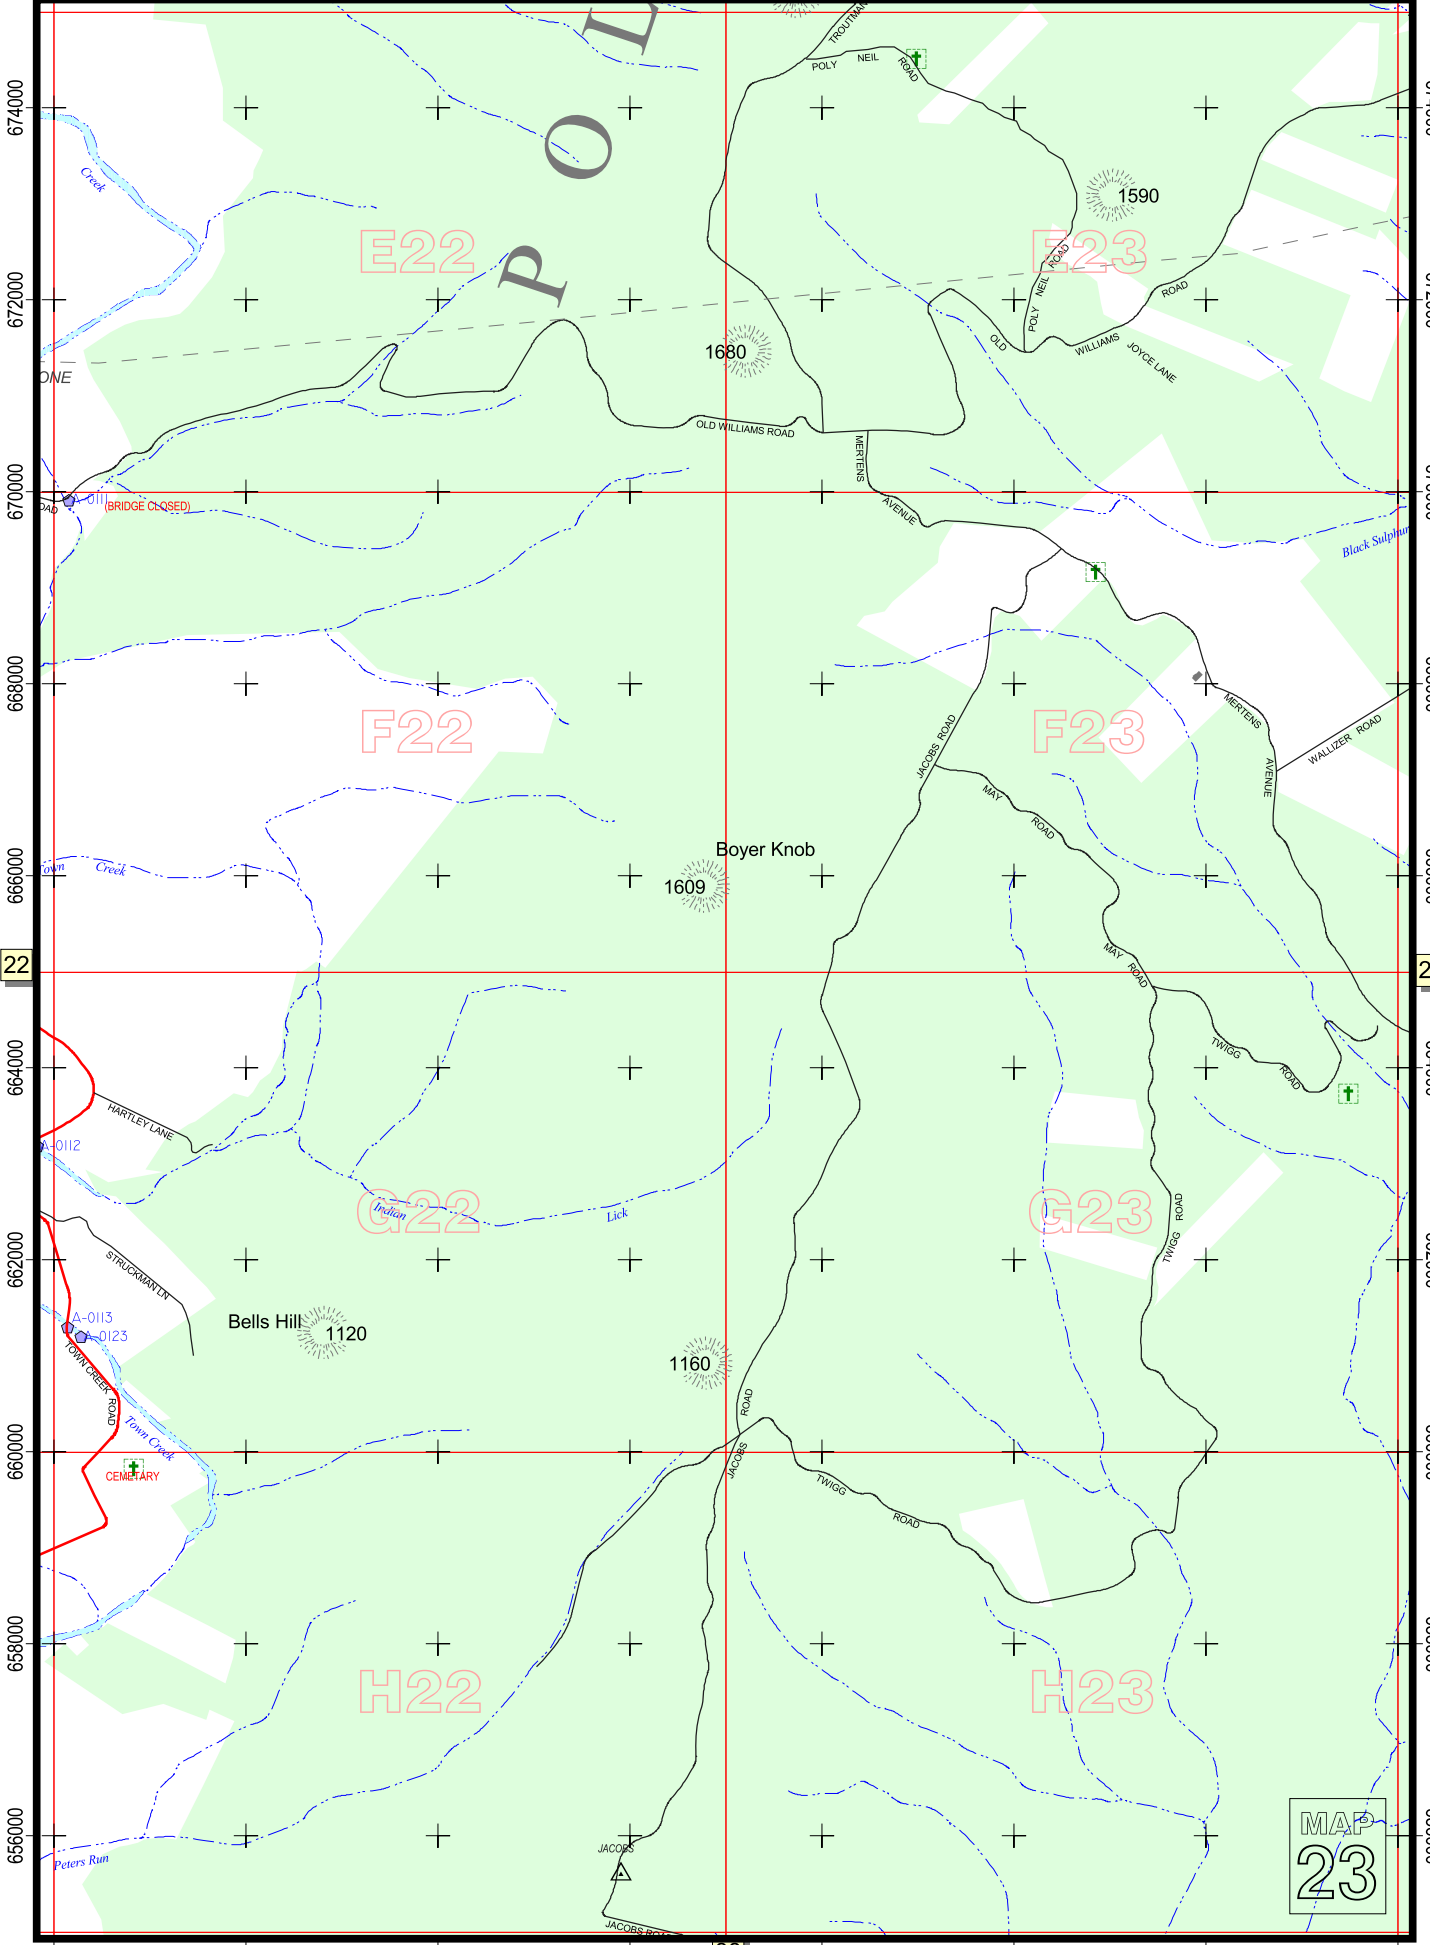 L
TROUTMAN
POLY NEIL ROAD
674000
O
Creek
1590
E22
E23
P
POLY NEIL ROAD
672000
ROAD
OLD
WILLIAMS
JOYCE LANE
1680
ONE
OLD WILLIAMS ROAD
MERTENS
AVENUE
670000
A-0111
(BRIDGE CLOSED)
OAD
Black Sulphur
668000
F22
F23
MERTENS
AVENUE
WALLIZER ROAD
JACOBS ROAD
MAY
ROAD
Boyer Knob
1609
Town Creek
666000
MAY ROAD
22
2
TWIGG
ROAD
664000
HARTLEY LANE
A-0112
G22
G23
Indian
Lick
TWIGG ROAD
662000
STRUCKMAN LN
Bells Hill
1120
A-0113
A-0123
TOWN CREEK ROAD
1160
JACOBS ROAD
Town Creek
660000
CEMETARY
TWIGG
ROAD
658000
H22
H23
656000
Peters Run
JACOBS
JACOBS ROAD
MAP
23